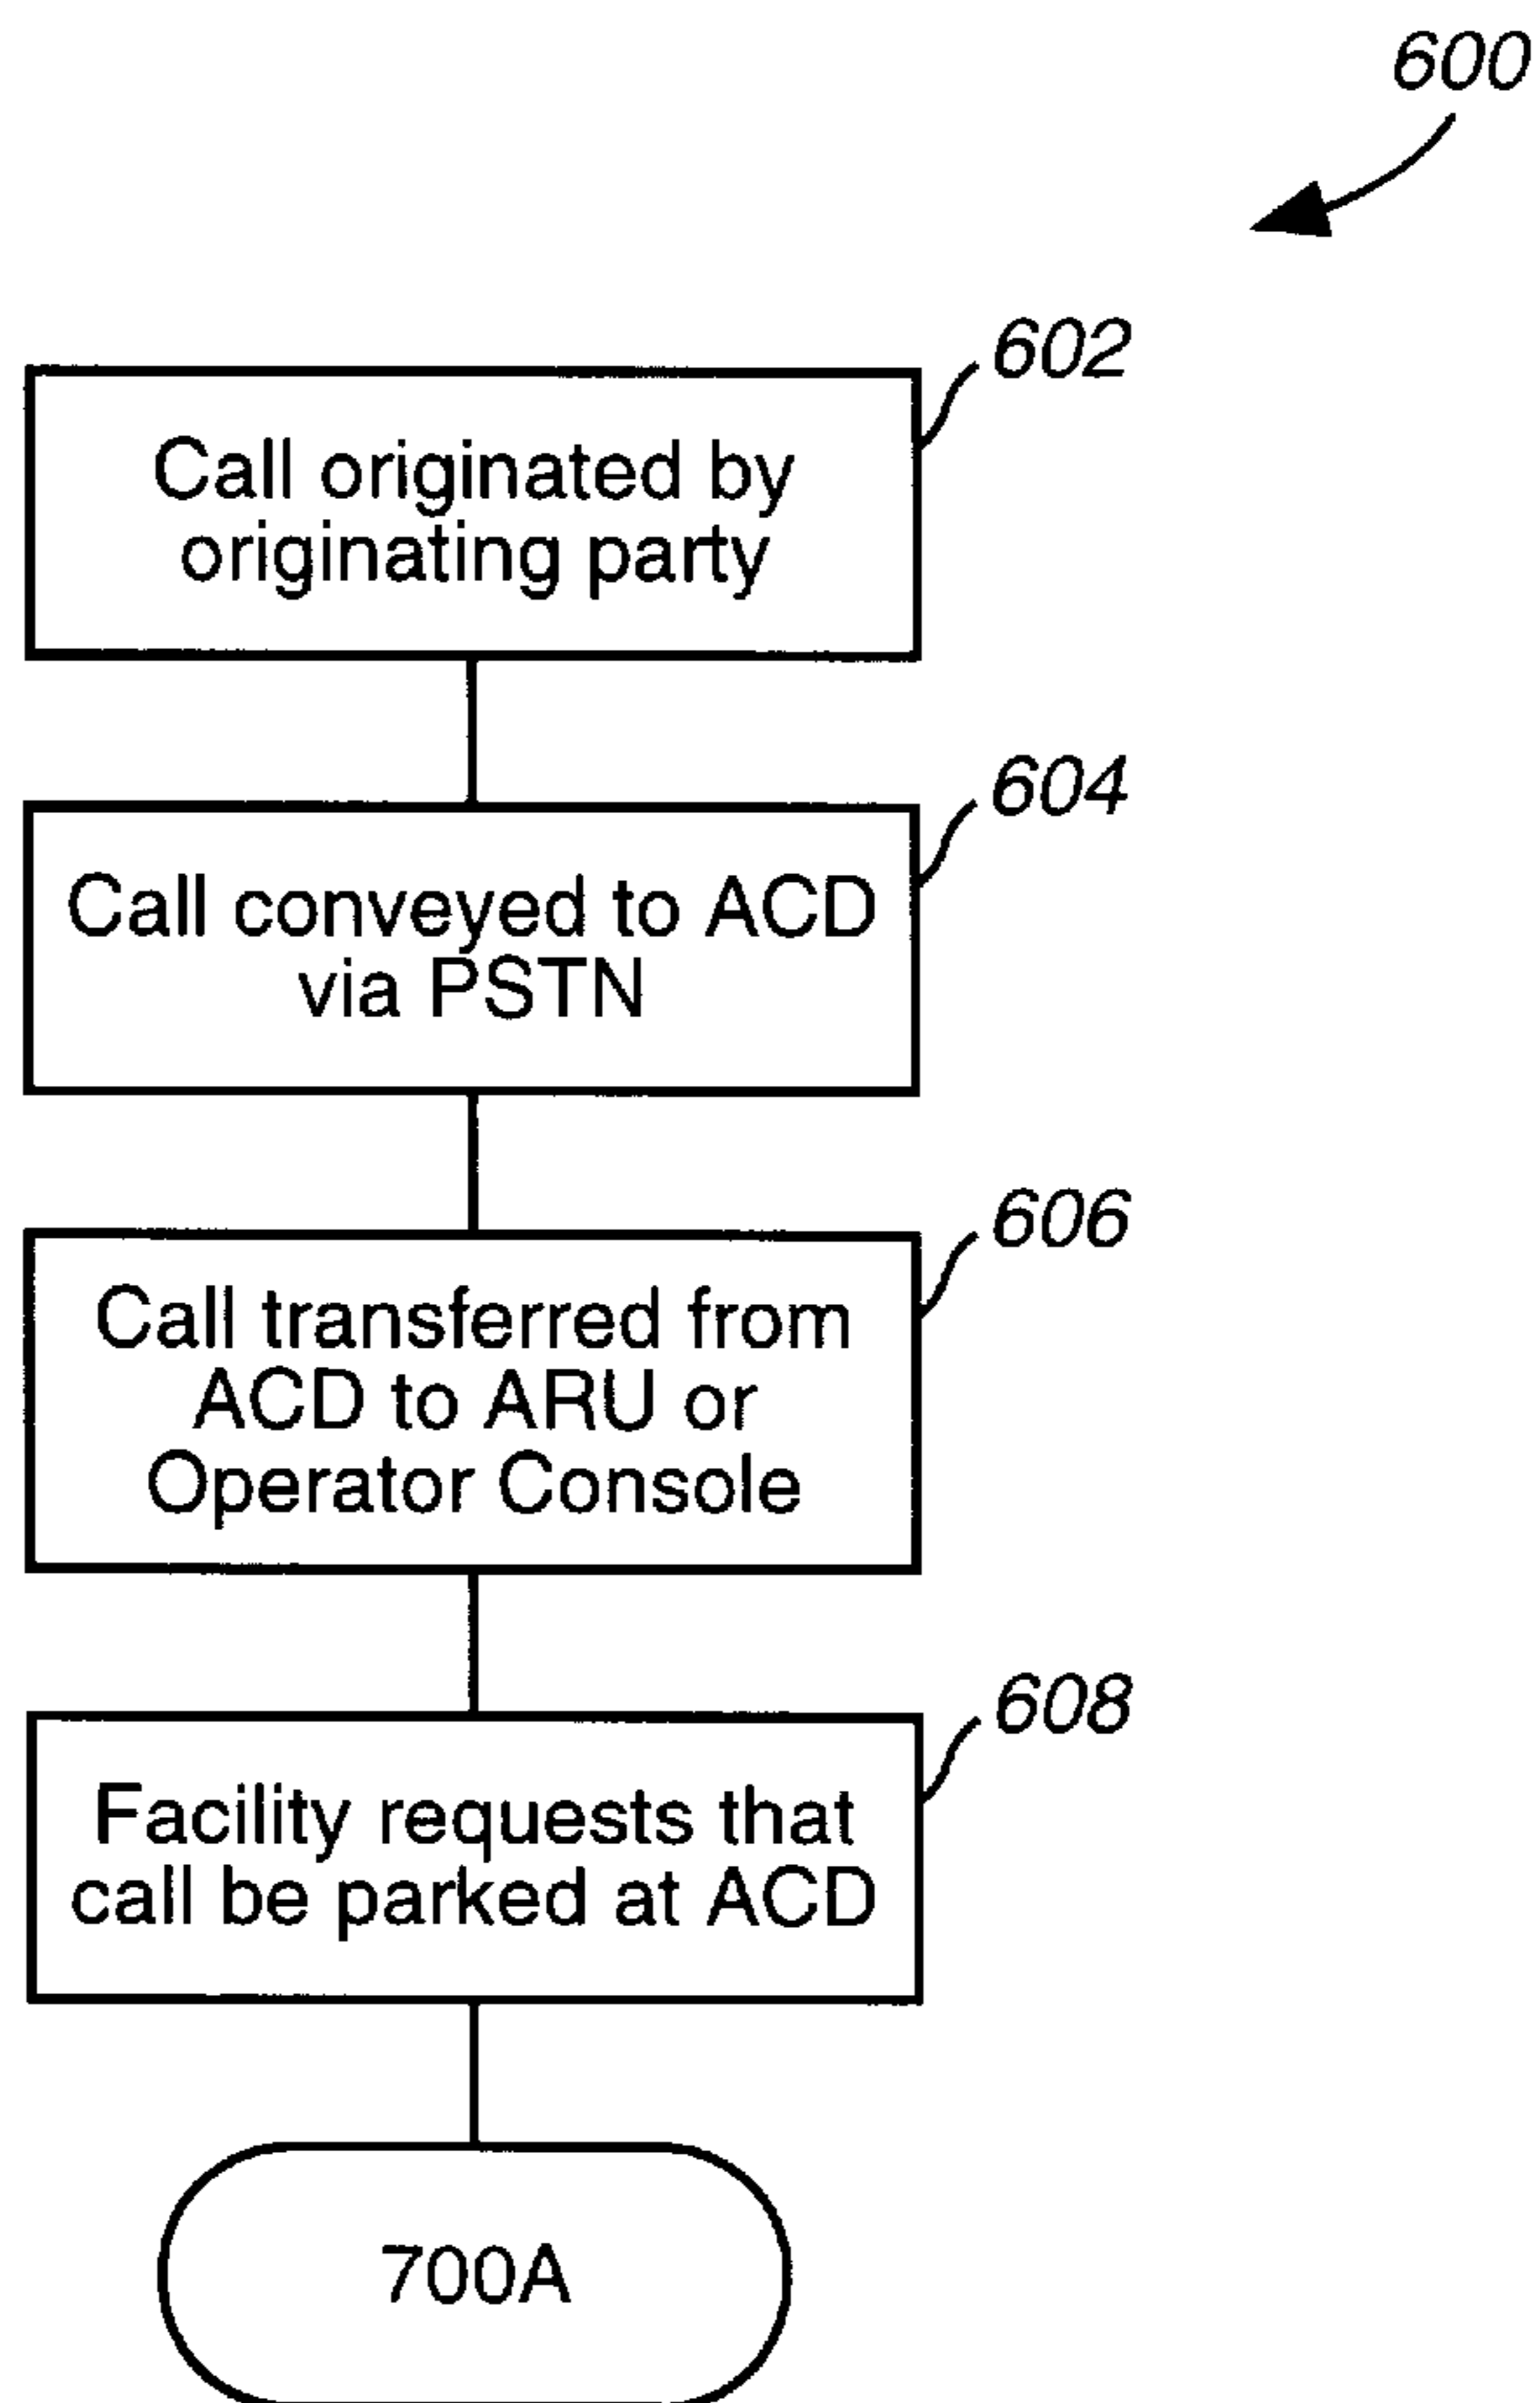 600
602
Call originated by
originating party
604
Call conveyed to ACD
via PSTN
606
Call transferred from
ACD to ARU or
Operator Console
608
Facility requests that
call be parked at ACD
700A